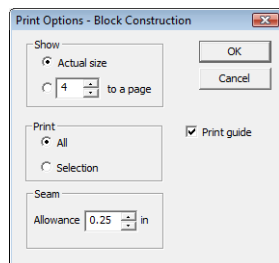 Print Options - Block Construction
Show
Actual size
4 to a page
OK
Cancel
Print
All
Selection
Print guide
Seam
Allowance 0.25 in